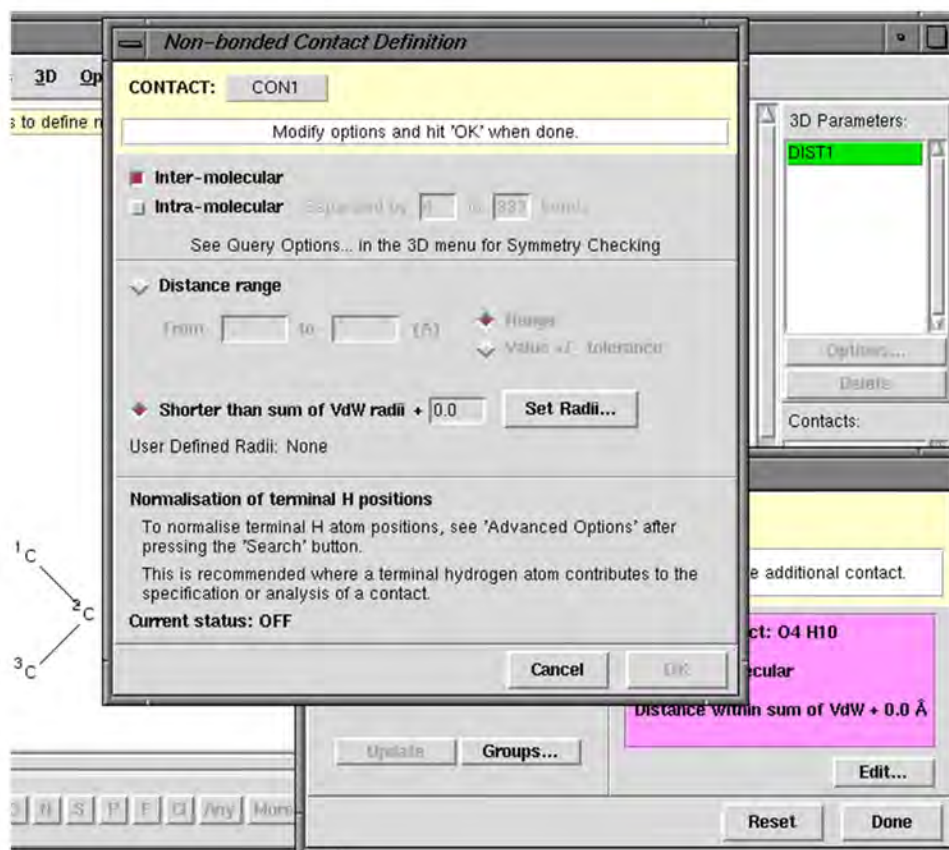 Non-bonded Contact Definition
3D Op
s to define n
CONTACT: CON1
Modify options and hit 'OK' when done.
Inter-molecular
Intra-molecular Separated by to bonds
See Query Options... in the 3D menu for Symmetry Checking
Distance range
From to (Å) Range
Value +/- tolerance
Shorter than sum of VdW radii + 0.0 Set Radii...
User Defined Radii: None
Normalisation of terminal H positions
To normalise terminal H atom positions, see 'Advanced Options' after
pressing the 'Search' button.
This is recommended where a terminal hydrogen atom contributes to the
specification or analysis of a contact.
Current status: OFF
Cancel OK
3D Parameters:
DIST1
Options...
Delete
Contacts:
1 C
2 C
3 C
e additional contact.
ct: O4 H10
ecular
Distance within sum of VdW + 0.0 Å
Update Groups...
Edit...
N S P F Cl Any More
Reset Done